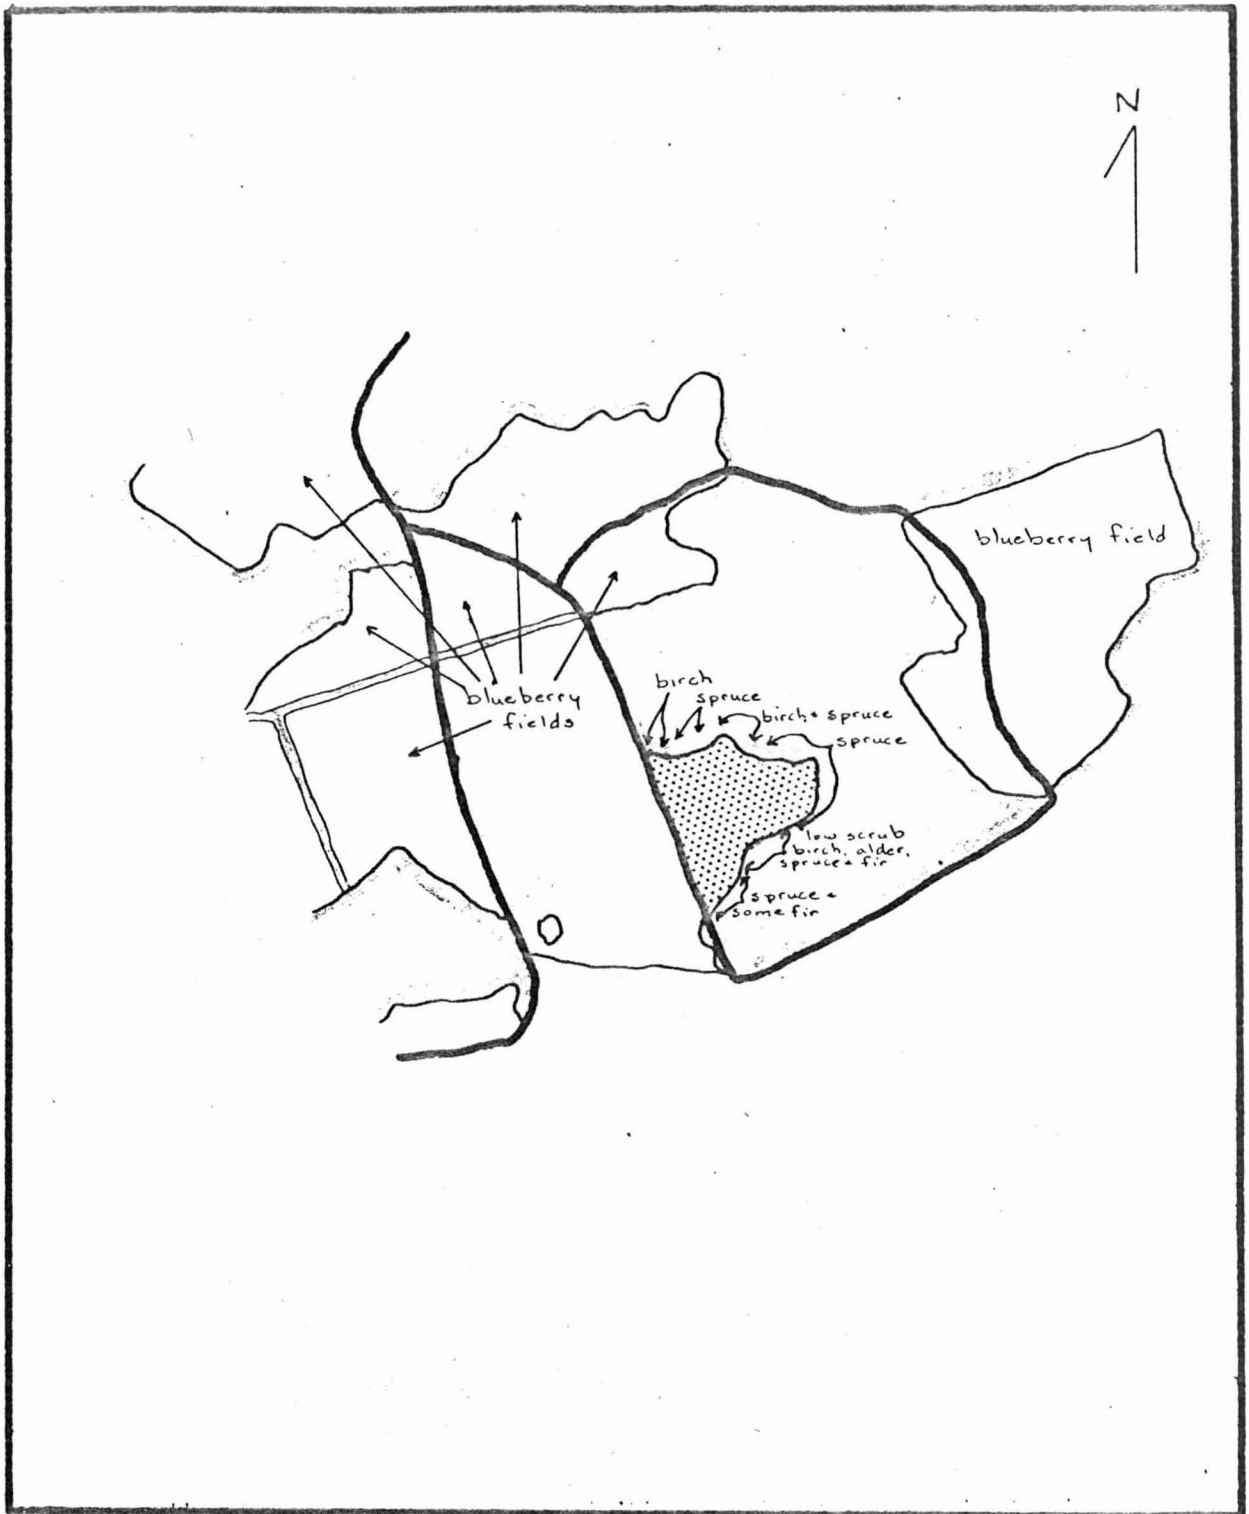 N
blueberry field
birch
spruce
birch + spruce
spruce
blueberry
fields
low scrub
birch, alder,
spruce + fir
spruce +
some fir